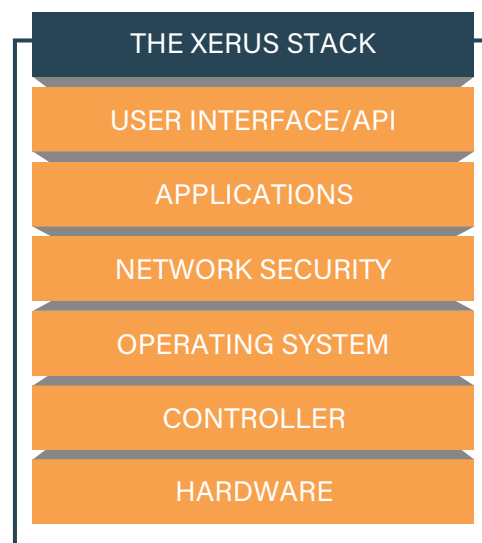 THE XERUS STACK
USER INTERFACE/API
APPLICATIONS
NETWORK SECURITY
OPERATING SYSTEM
CONTROLLER
HARDWARE